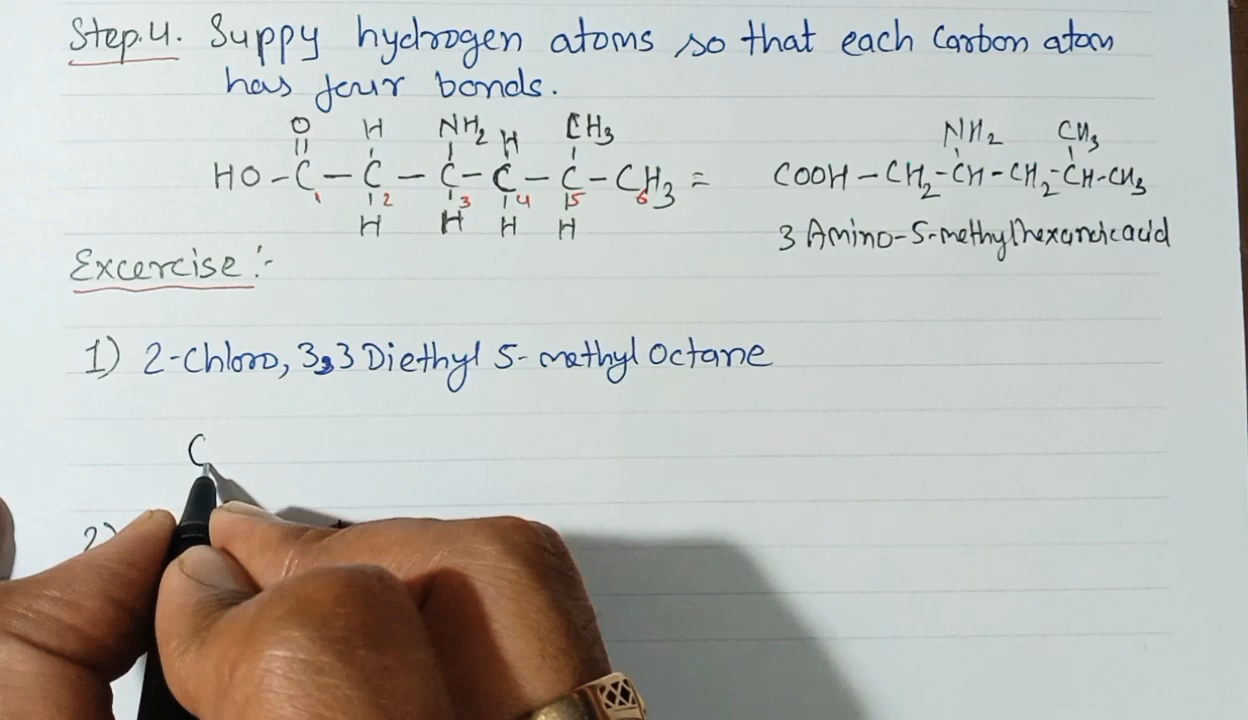 Step.4. Suppy hydrogen atoms so that each Carbon atom
has four bonds.
O H NH2 H CH3
HO-C-C-C-C-C-CH3 =
1 2 3 4 5 6
H H H H
NH2 CH3
COOH-CH2-CH-CH2-CH-CH3
3 Amino-5-methylhexanoicacid
Excercise:-
1) 2-Chloro, 3,3 Diethyl 5-methyl Octane
C
2)